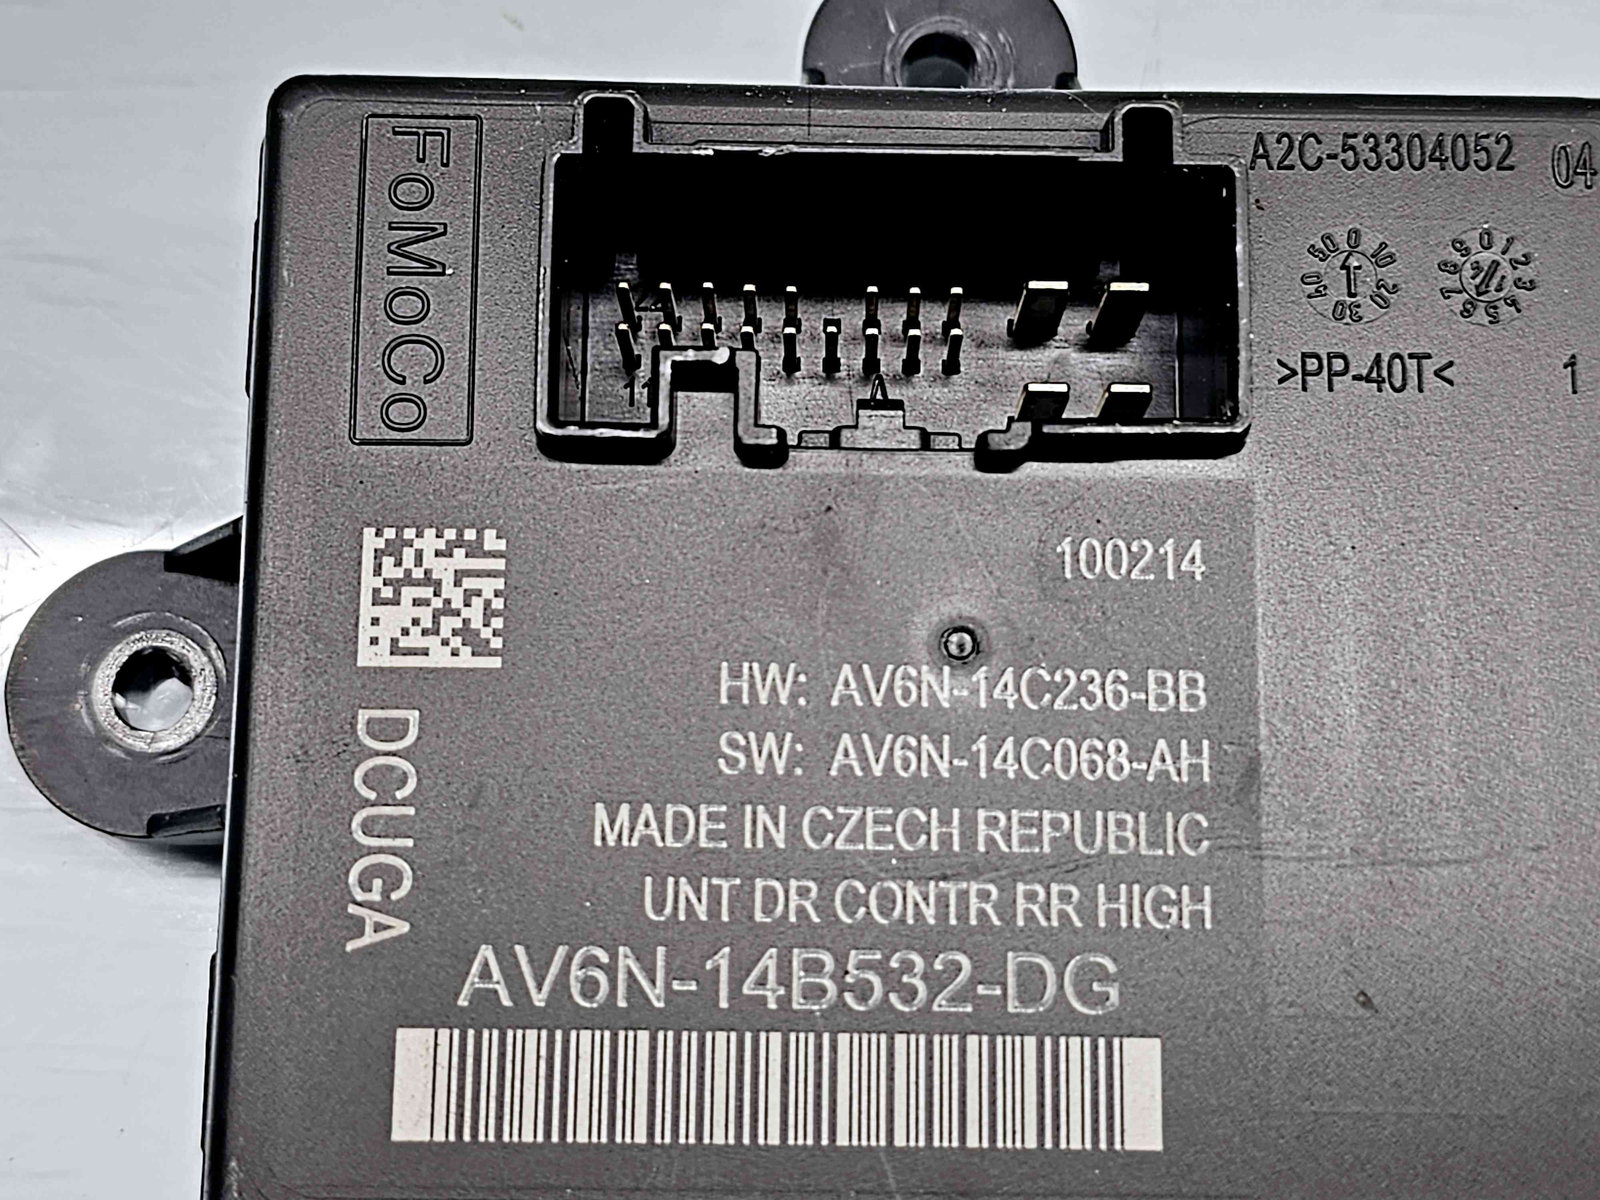 FoMoCo
A2C-53304052 04
>PP-40T< 1
11
100214
HW: AV6N-14C236-BB
SW: AV6N-14C068-AH
MADE IN CZECH REPUBLIC
UNT DR CONTR RR HIGH
DCUGA
AV6N-14B532-DG